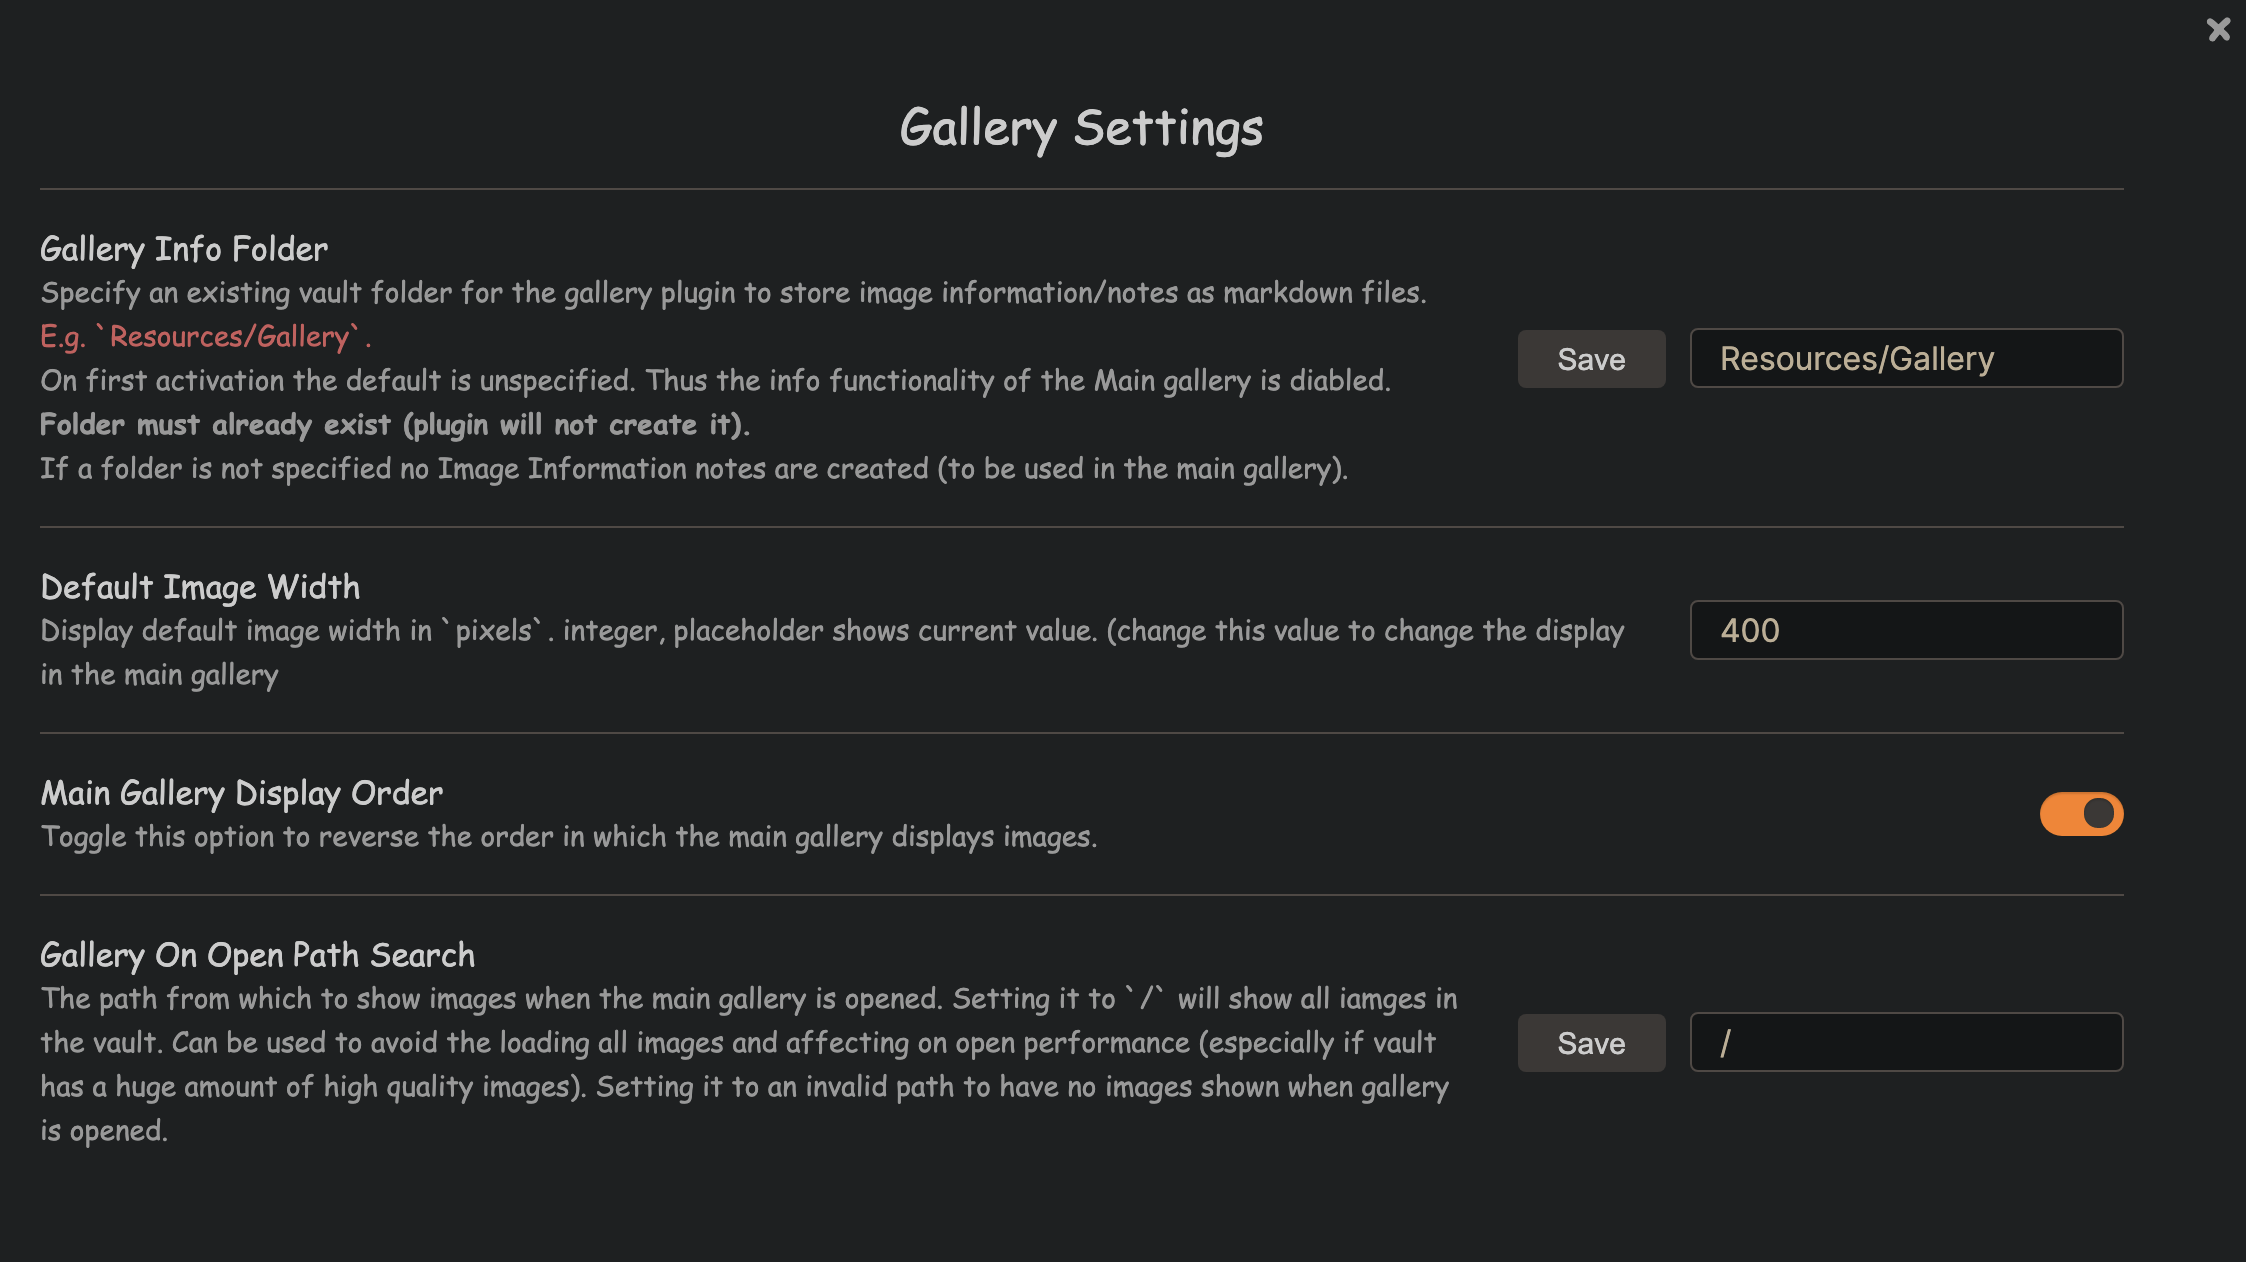 Gallery Settings
Gallery Info Folder
Specify an existing vault folder for the gallery plugin to store image information/notes as markdown files.
E.g. `Resources/Gallery`.
On first activation the default is unspecified. Thus the info functionality of the Main gallery is diabled.
Folder must already exist (plugin will not create it).
If a folder is not specified no Image Information notes are created (to be used in the main gallery).
Save
Resources/Gallery
Default Image Width
Display default image width in `pixels`. integer, placeholder shows current value. (change this value to change the display
in the main gallery
400
Main Gallery Display Order
Toggle this option to reverse the order in which the main gallery displays images.
Gallery On Open Path Search
The path from which to show images when the main gallery is opened. Setting it to `/` will show all iamges in
the vault. Can be used to avoid the loading all images and affecting on open performance (especially if vault
has a huge amount of high quality images). Setting it to an invalid path to have no images shown when gallery
is opened.
Save
/